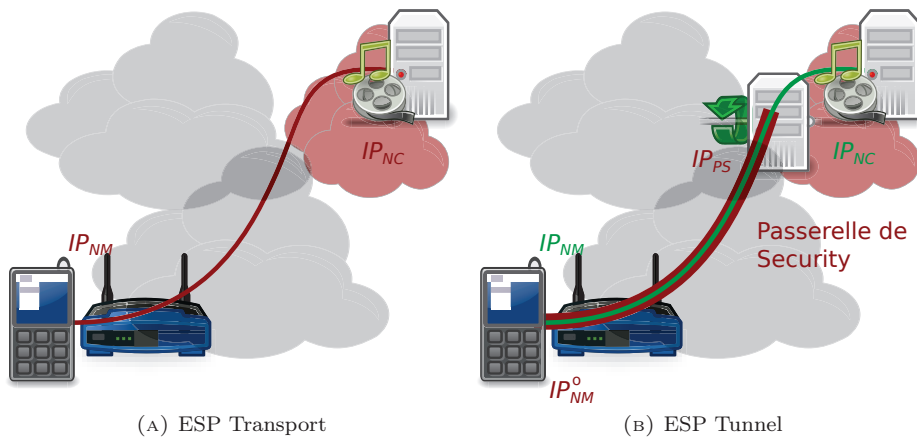 IP_NC
IP_NM
(A) ESP Transport
IP_PS
IP_NC
IP_NM
Passerelle de
Security
IP°_NM
(B) ESP Tunnel